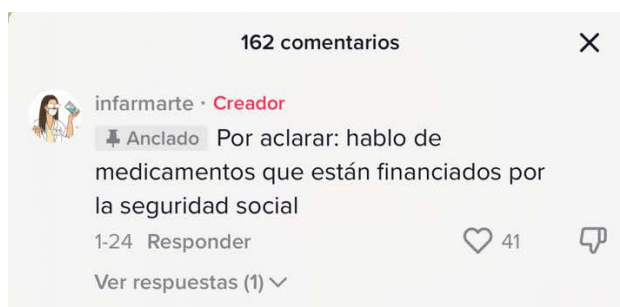 162 comentarios
infarmarte · Creador
Anclado Por aclarar: hablo de
medicamentos que están financiados por
la seguridad social
1-24 Responder 41
Ver respuestas (1)